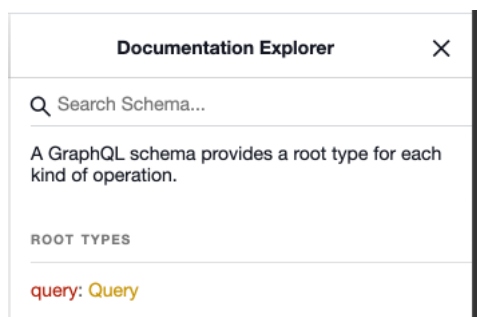 Documentation Explorer
Search Schema...
A GraphQL schema provides a root type for each
kind of operation.
ROOT TYPES
query: Query